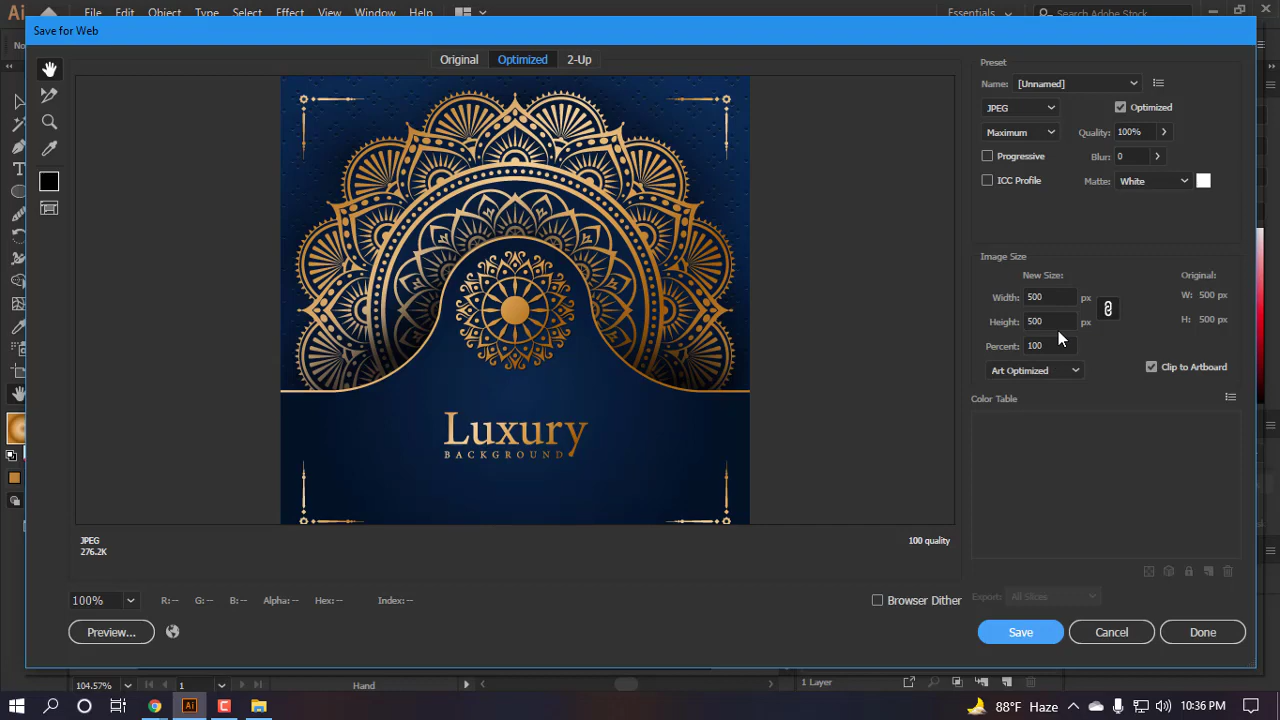 Ai File Edit Object Type Select Effect View Window Help Essentials Search Adobe Stock
Save for Web
No
Original Optimized 2-Up
Preset
Name: [Unnamed]
JPEG Optimized
Maximum Quality: 100%
Progressive Blur: 0
ICC Profile Matte: White
Image Size
New Size: Original:
Width: 500 px W: 500 px
Height: 500 px H: 500 px
Percent: 100
Art Optimized Clip to Artboard
Color Table
Luxury
BACKGROUND
JPEG 100 quality
276.2K
Export: All Slices
100% R: -- G: -- B: -- Alpha: -- Hex: -- Index: -- Browser Dither
Preview... Save Cancel Done
104.57% 1 Hand 1 Layer
Ai C 88°F Haze 10:36 PM